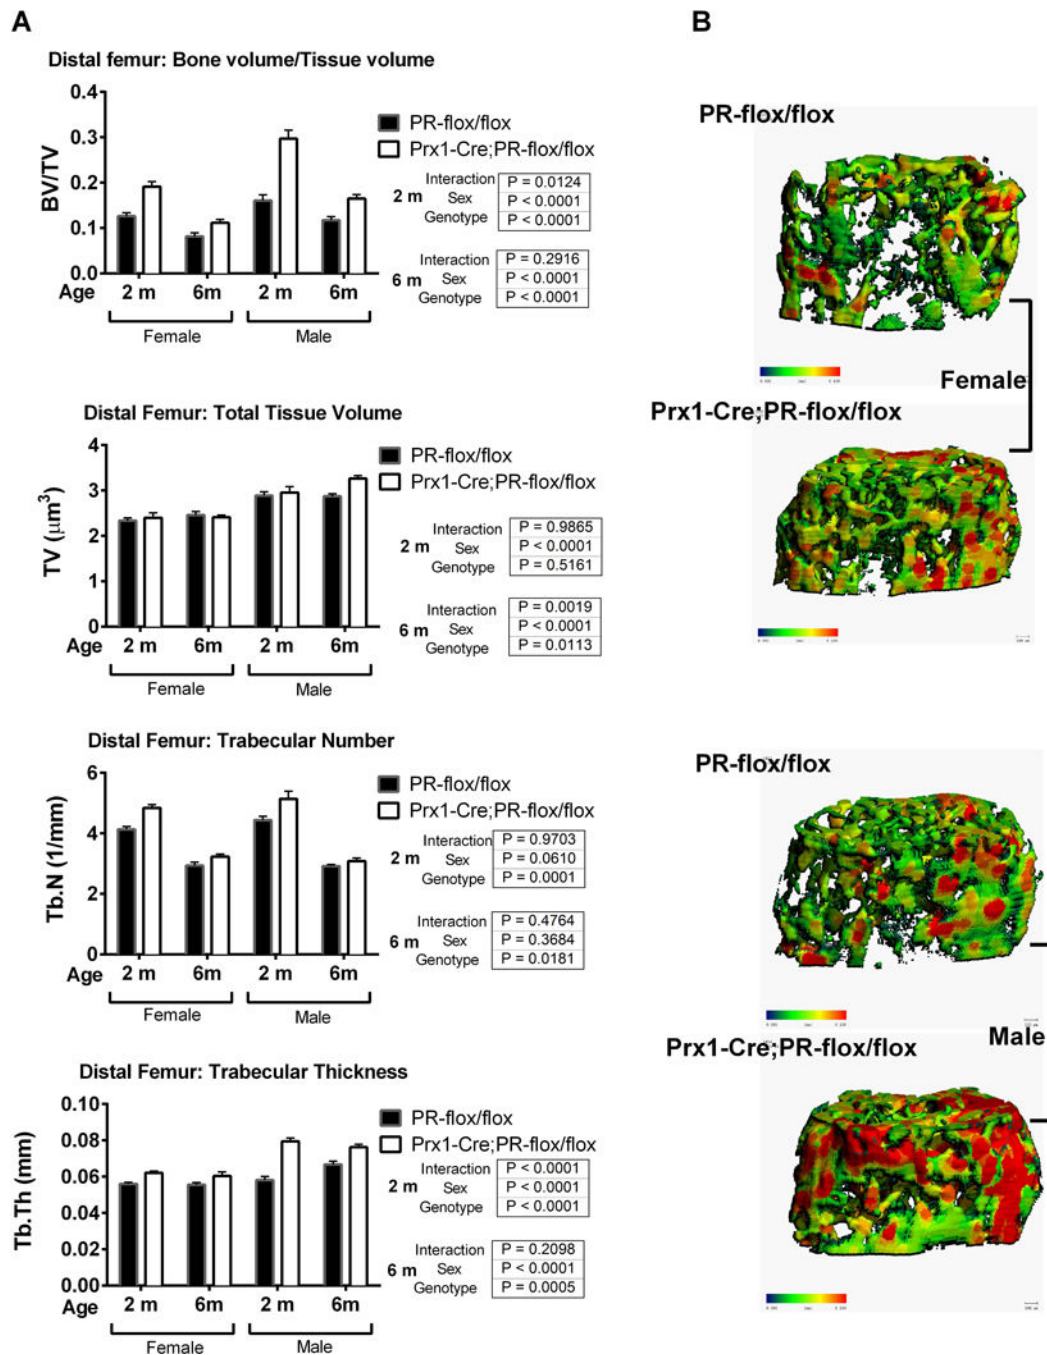 A
B
Distal femur: Bone volume/Tissue volume
0.4
0.3
0.2
0.1
0.0
BV/TV
PR-flox/flox
Prx1-Cre;PR-flox/flox
2 m
Interaction P = 0.0124
Sex P < 0.0001
Genotype P < 0.0001
6 m
Interaction P = 0.2916
Sex P < 0.0001
Genotype P < 0.0001
Age 2 m 6m 2 m 6m
Female Male
Distal Femur: Total Tissue Volume
4
3
2
1
0
TV (μm³)
PR-flox/flox
Prx1-Cre;PR-flox/flox
2 m
Interaction P = 0.9865
Sex P < 0.0001
Genotype P = 0.5161
6 m
Interaction P = 0.0019
Sex P < 0.0001
Genotype P = 0.0113
Age 2 m 6m 2 m 6m
Female Male
Distal Femur: Trabecular Number
6
4
2
0
Tb.N (1/mm)
PR-flox/flox
Prx1-Cre;PR-flox/flox
2 m
Interaction P = 0.9703
Sex P = 0.0610
Genotype P = 0.0001
6 m
Interaction P = 0.4764
Sex P = 0.3684
Genotype P = 0.0181
Age 2 m 6m 2 m 6m
Female Male
Distal Femur: Trabecular Thickness
0.10
0.08
0.06
0.04
0.02
0.00
Tb.Th (mm)
PR-flox/flox
Prx1-Cre;PR-flox/flox
2 m
Interaction P < 0.0001
Sex P < 0.0001
Genotype P < 0.0001
6 m
Interaction P = 0.2098
Sex P < 0.0001
Genotype P = 0.0005
Age 2 m 6m 2 m 6m
Female Male
PR-flox/flox
Female
Prx1-Cre;PR-flox/flox
PR-flox/flox
Male
Prx1-Cre;PR-flox/flox